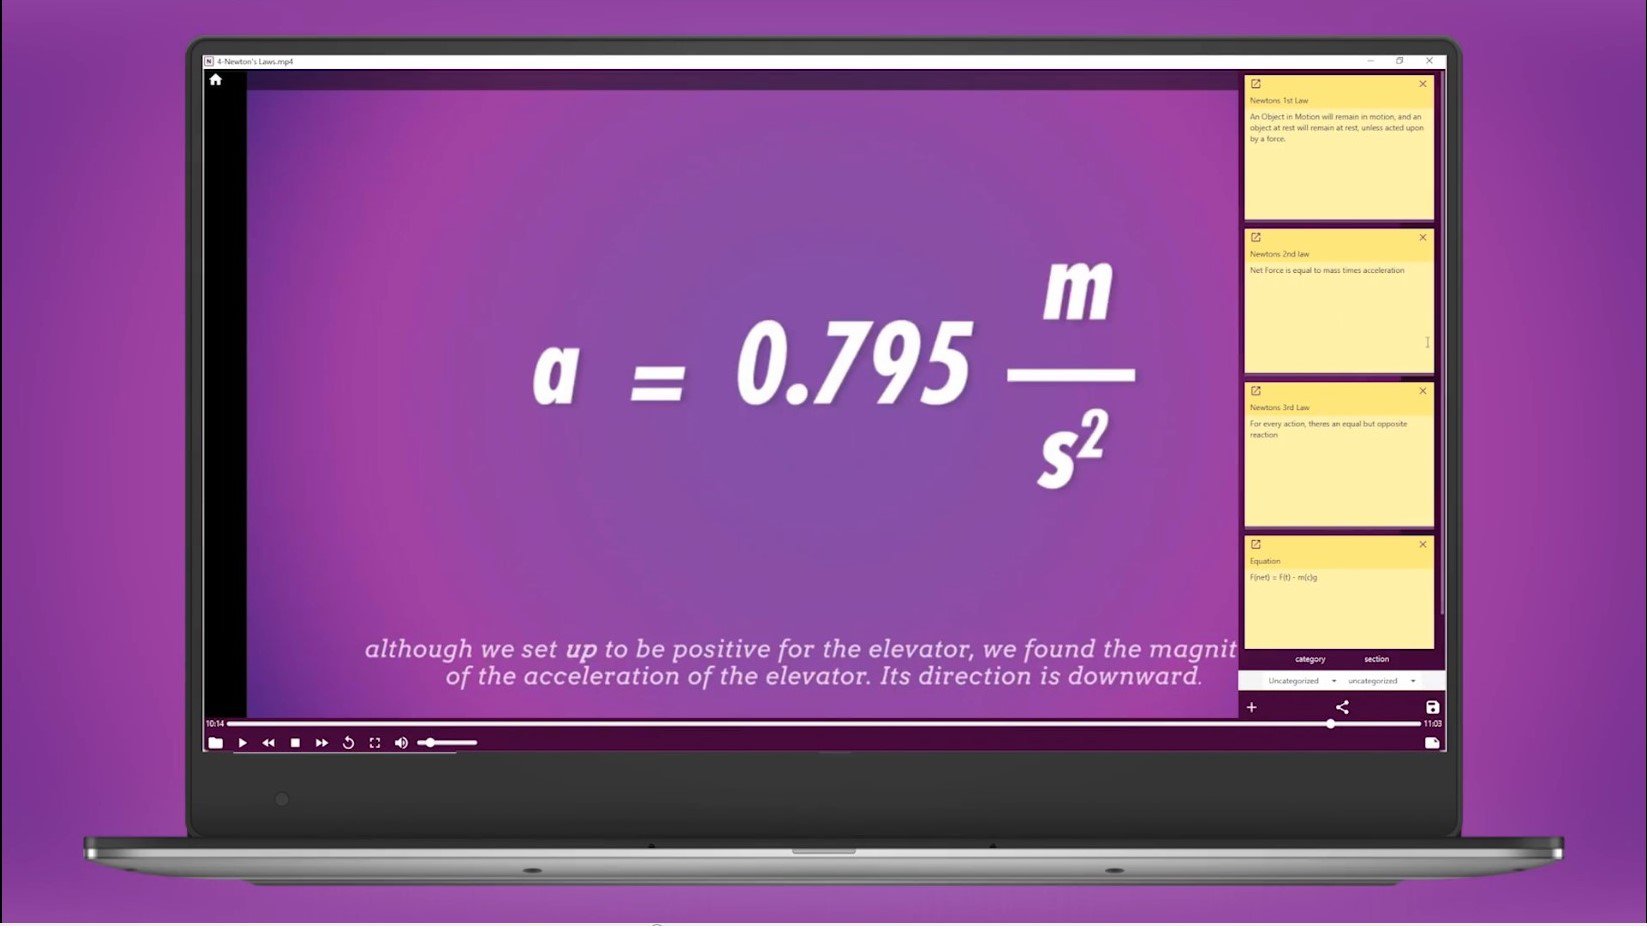 4-Newton's Laws.mp4
a = 0.795 m
s2
although we set up to be positive for the elevator, we found the magnit
of the acceleration of the elevator. Its direction is downward.
Newtons 1st Law
An Object in Motion will remain in motion, and an
object at rest will remain at rest, unless acted upon
by a force.
Newtons 2nd law
Net Force is equal to mass times acceleration
Newtons 3rd Law
For every action, theres an equal but opposite
reaction
Equation
F(net) = F(t) - m(c)g
category section
Uncategorized uncategorized
10:14 11:03